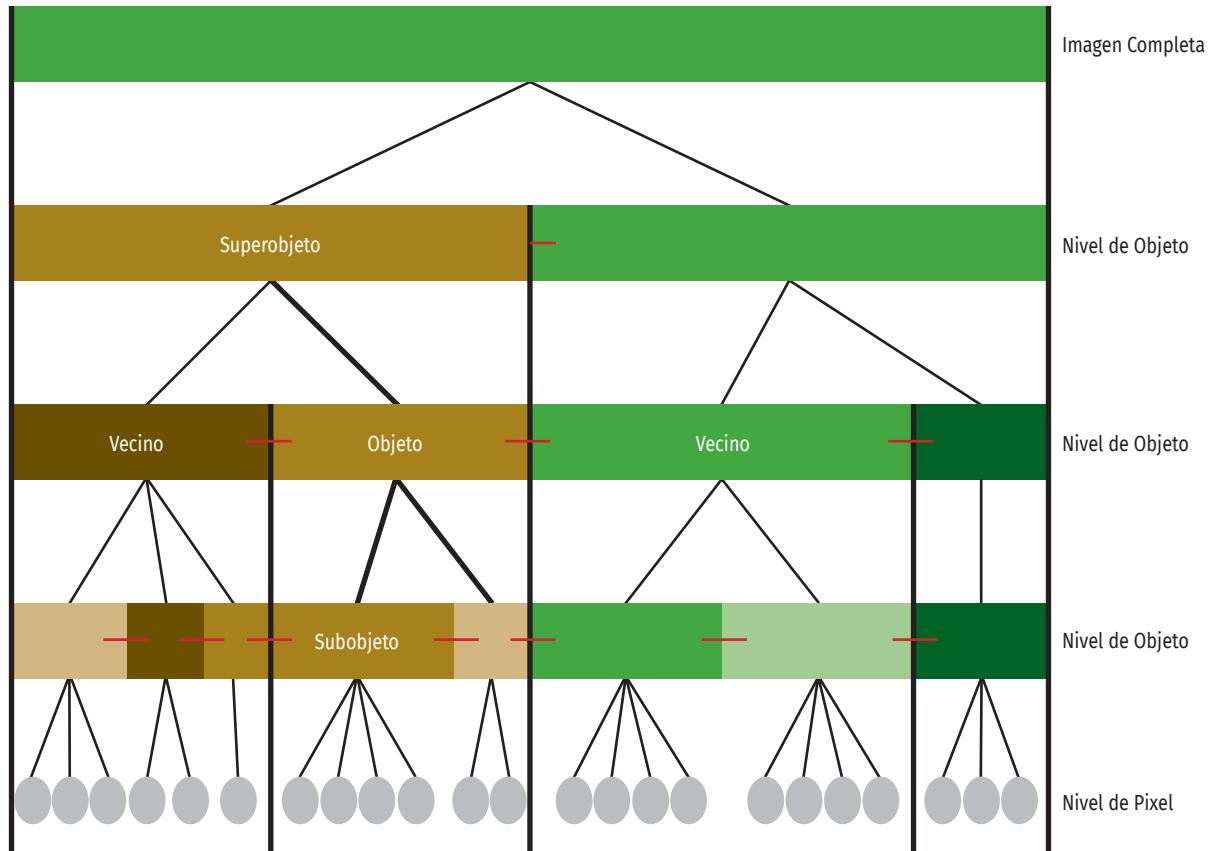 Imagen Completa
Superobjeto
Nivel de Objeto
Vecino
Objeto
Vecino
Nivel de Objeto
Subobjeto
Nivel de Objeto
Nivel de Pixel